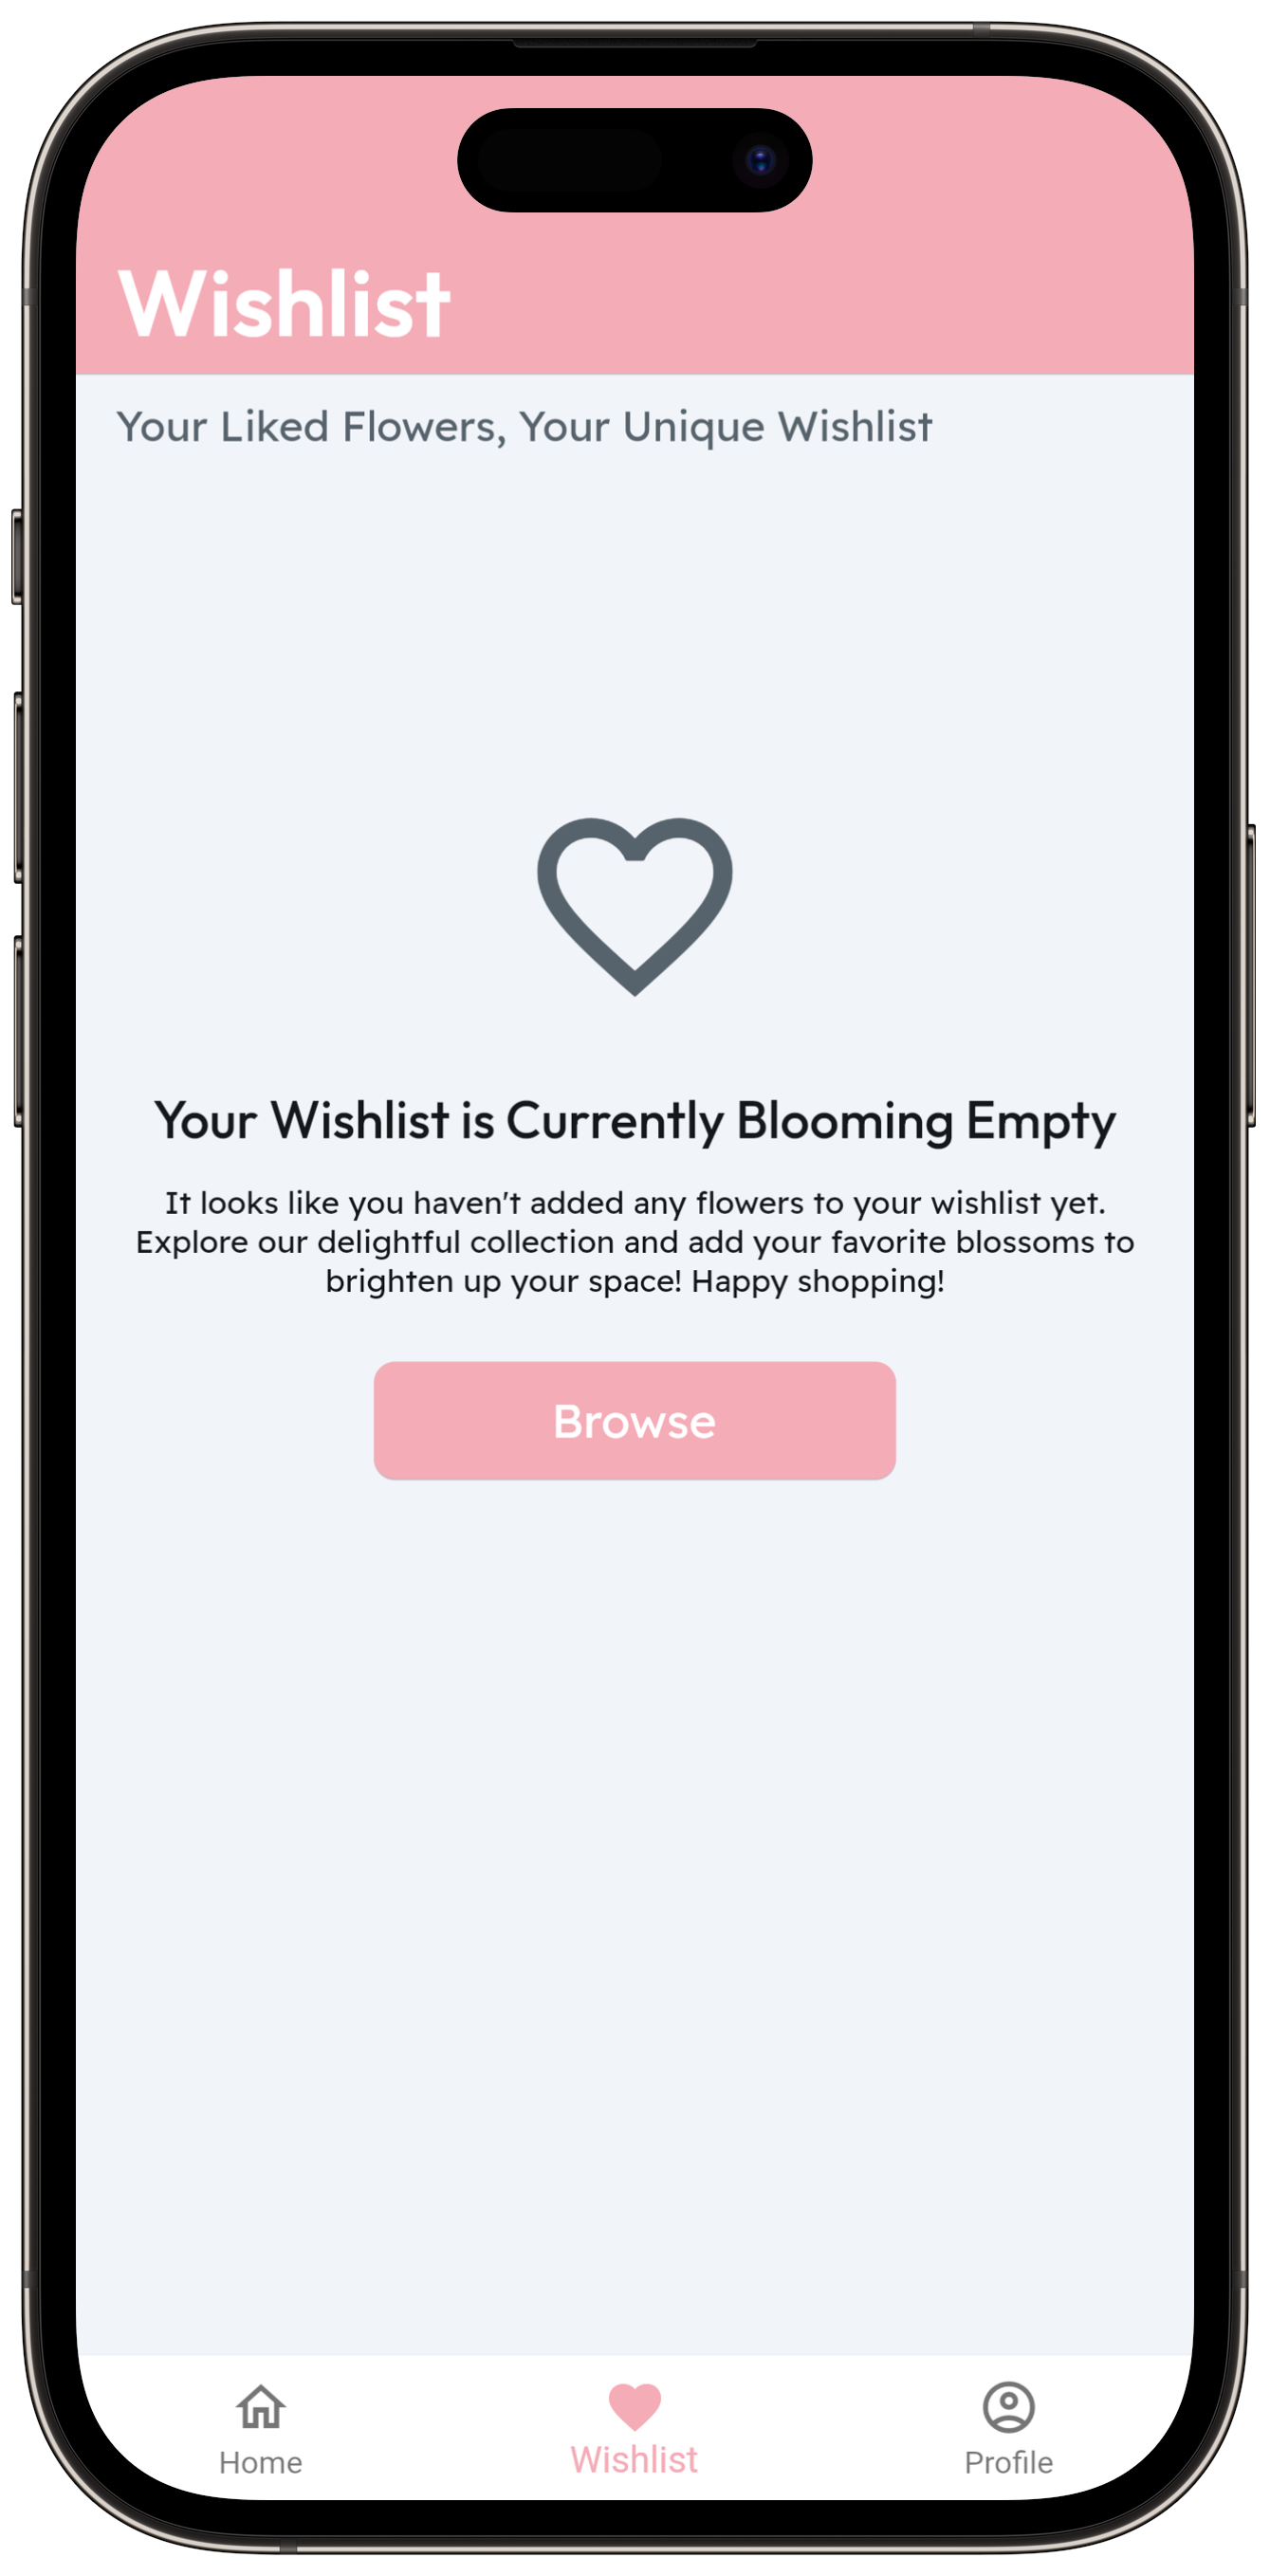 Wishlist
Your Liked Flowers, Your Unique Wishlist
Your Wishlist is Currently Blooming Empty
It looks like you haven't added any flowers to your wishlist yet.
Explore our delightful collection and add your favorite blossoms to
brighten up your space! Happy shopping!
Browse
Home
Wishlist
Profile